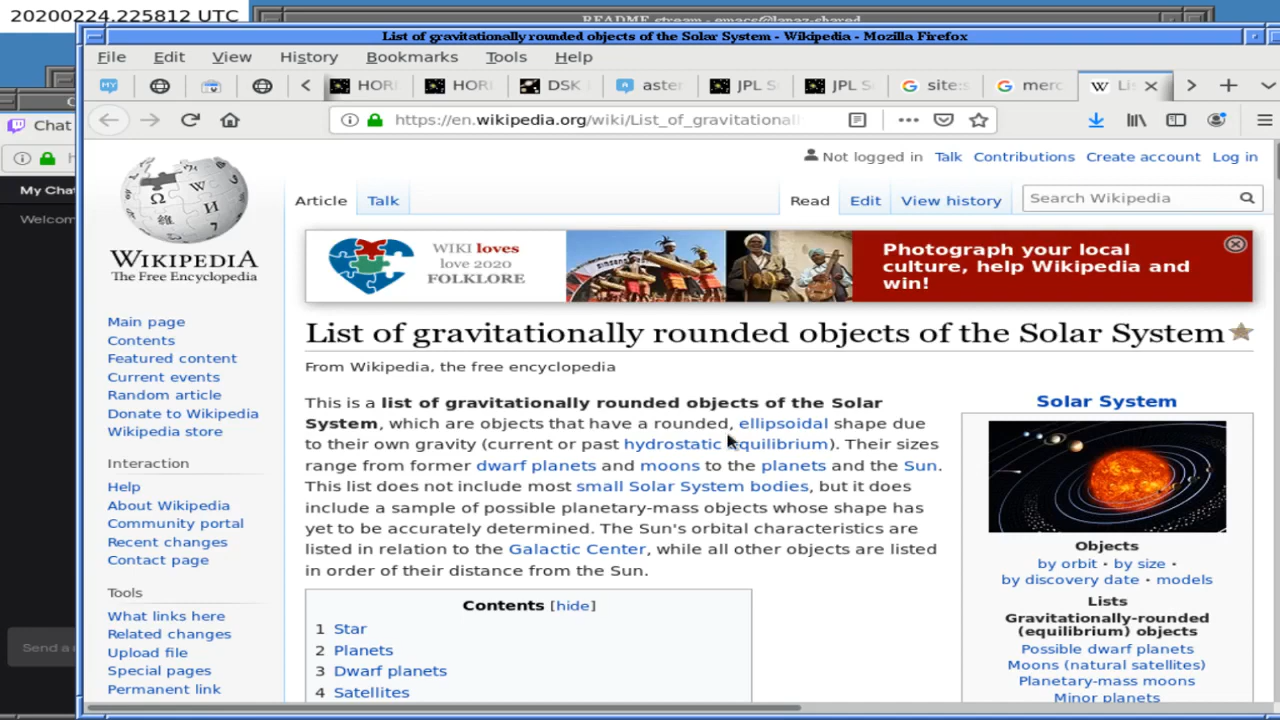 20200224.225812 UTC
README stream - emacs@lapaz-shared
List of gravitationally rounded objects of the Solar System - Wikipedia - Mozilla Firefox
File Edit View History Bookmarks Tools Help
HOR HOR DSK aster JPL S JPL S site: merc Li
Chat
https://en.wikipedia.org/wiki/List_of_gravitational
My Chat
Welcom
Send a
WIKIPEDIA
The Free Encyclopedia
Main page
Contents
Featured content
Current events
Random article
Donate to Wikipedia
Wikipedia store
Interaction
Help
About Wikipedia
Community portal
Recent changes
Contact page
Tools
What links here
Related changes
Upload file
Special pages
Permanent link
Not logged in Talk Contributions Create account Log in
Article Talk Read Edit View history Search Wikipedia
WIKI loves
love 2020
FOLKLORE
Photograph your local
culture, help Wikipedia and
win!
List of gravitationally rounded objects of the Solar System
From Wikipedia, the free encyclopedia
This is a list of gravitationally rounded objects of the Solar
System, which are objects that have a rounded, ellipsoidal shape due
to their own gravity (current or past hydrostatic equilibrium). Their sizes
range from former dwarf planets and moons to the planets and the Sun.
This list does not include most small Solar System bodies, but it does
include a sample of possible planetary-mass objects whose shape has
yet to be accurately determined. The Sun's orbital characteristics are
listed in relation to the Galactic Center, while all other objects are listed
in order of their distance from the Sun.
Contents [hide]
1 Star
2 Planets
3 Dwarf planets
4 Satellites
Solar System
Objects
by orbit · by size ·
by discovery date · models
Lists
Gravitationally-rounded
(equilibrium) objects
Possible dwarf planets
Moons (natural satellites)
Planetary-mass moons
Minor planets